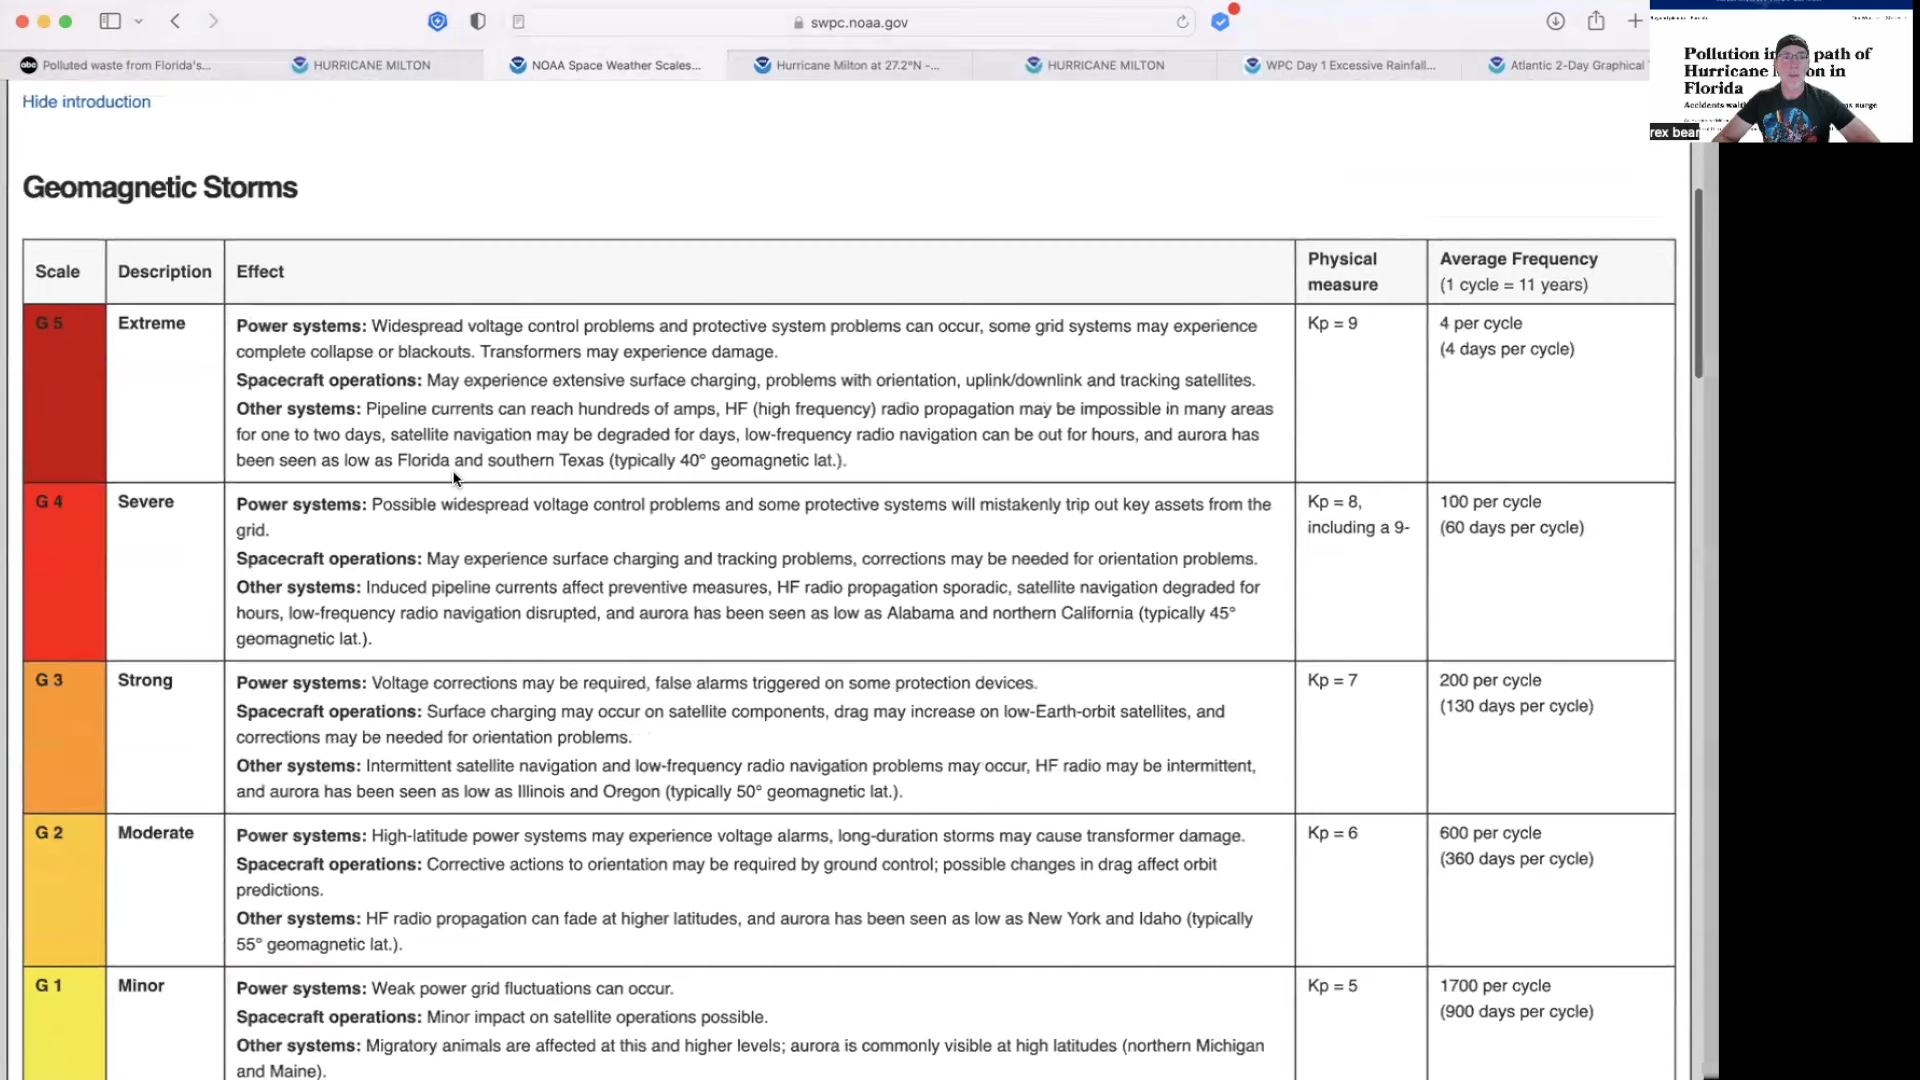 swpc.noaa.gov
Polluted waste from Florida's...
HURRICANE MILTON
NOAA Space Weather Scales...
Hurricane Milton at 27.2°N -...
HURRICANE MILTON
WPC Day 1 Excessive Rainfall...
Atlantic 2-Day Graphical
Pollution in path of
Hurricane on in
Florida
rex bear
Hide introduction
Geomagnetic Storms
Scale
Description
Effect
Physical
measure
Average Frequency
(1 cycle = 11 years)
G 5
Extreme
Power systems: Widespread voltage control problems and protective system problems can occur, some grid systems may experience
complete collapse or blackouts. Transformers may experience damage.
Spacecraft operations: May experience extensive surface charging, problems with orientation, uplink/downlink and tracking satellites.
Other systems: Pipeline currents can reach hundreds of amps, HF (high frequency) radio propagation may be impossible in many areas
for one to two days, satellite navigation may be degraded for days, low-frequency radio navigation can be out for hours, and aurora has
been seen as low as Florida and southern Texas (typically 40° geomagnetic lat.).
Kp = 9
4 per cycle
(4 days per cycle)
G 4
Severe
Power systems: Possible widespread voltage control problems and some protective systems will mistakenly trip out key assets from the
grid.
Spacecraft operations: May experience surface charging and tracking problems, corrections may be needed for orientation problems.
Other systems: Induced pipeline currents affect preventive measures, HF radio propagation sporadic, satellite navigation degraded for
hours, low-frequency radio navigation disrupted, and aurora has been seen as low as Alabama and northern California (typically 45°
geomagnetic lat.).
Kp = 8,
including a 9-
100 per cycle
(60 days per cycle)
G 3
Strong
Power systems: Voltage corrections may be required, false alarms triggered on some protection devices.
Spacecraft operations: Surface charging may occur on satellite components, drag may increase on low-Earth-orbit satellites, and
corrections may be needed for orientation problems.
Other systems: Intermittent satellite navigation and low-frequency radio navigation problems may occur, HF radio may be intermittent,
and aurora has been seen as low as Illinois and Oregon (typically 50° geomagnetic lat.).
Kp = 7
200 per cycle
(130 days per cycle)
G 2
Moderate
Power systems: High-latitude power systems may experience voltage alarms, long-duration storms may cause transformer damage.
Spacecraft operations: Corrective actions to orientation may be required by ground control; possible changes in drag affect orbit
predictions.
Other systems: HF radio propagation can fade at higher latitudes, and aurora has been seen as low as New York and Idaho (typically
55° geomagnetic lat.).
Kp = 6
600 per cycle
(360 days per cycle)
G 1
Minor
Power systems: Weak power grid fluctuations can occur.
Spacecraft operations: Minor impact on satellite operations possible.
Other systems: Migratory animals are affected at this and higher levels; aurora is commonly visible at high latitudes (northern Michigan
and Maine).
Kp = 5
1700 per cycle
(900 days per cycle)